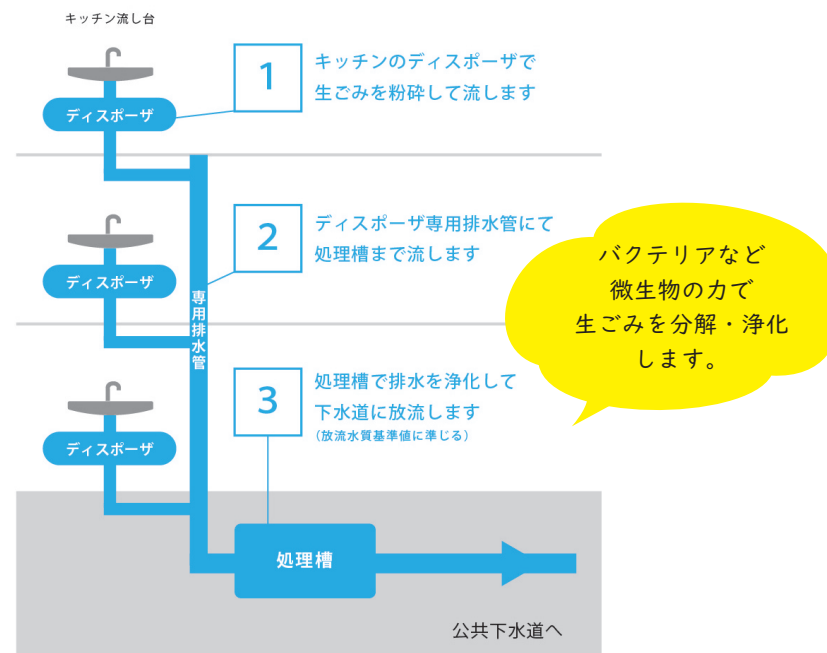 キッチン流し台
ディスポーザ
1
キッチンのディスポーザで
生ごみを粉砕して流します
ディスポーザ
2
ディスポーザ専用排水管にて
処理槽まで流します
専用排水管
バクテリアなど
微生物の力で
生ごみを分解・浄化
します。
ディスポーザ
3
処理槽で排水を浄化して
下水道に放流します
（放流水質基準値に準じる）
処理槽
公共下水道へ